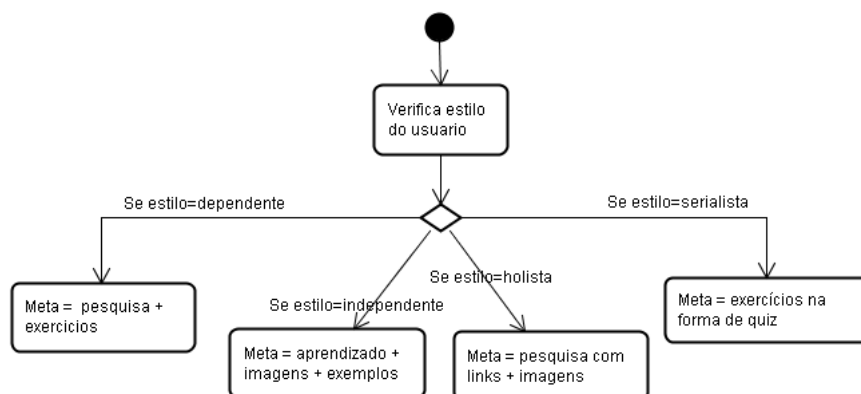 Verifica estilo
do usuario
Se estilo=dependente
Se estilo=serialista
Se estilo=holista
Se estilo=independente
Meta =  pesquisa +
exercicios
Meta = aprendizado +
imagens + exemplos
Meta = pesquisa com
links + imagens
Meta = exercícios na
forma de quiz